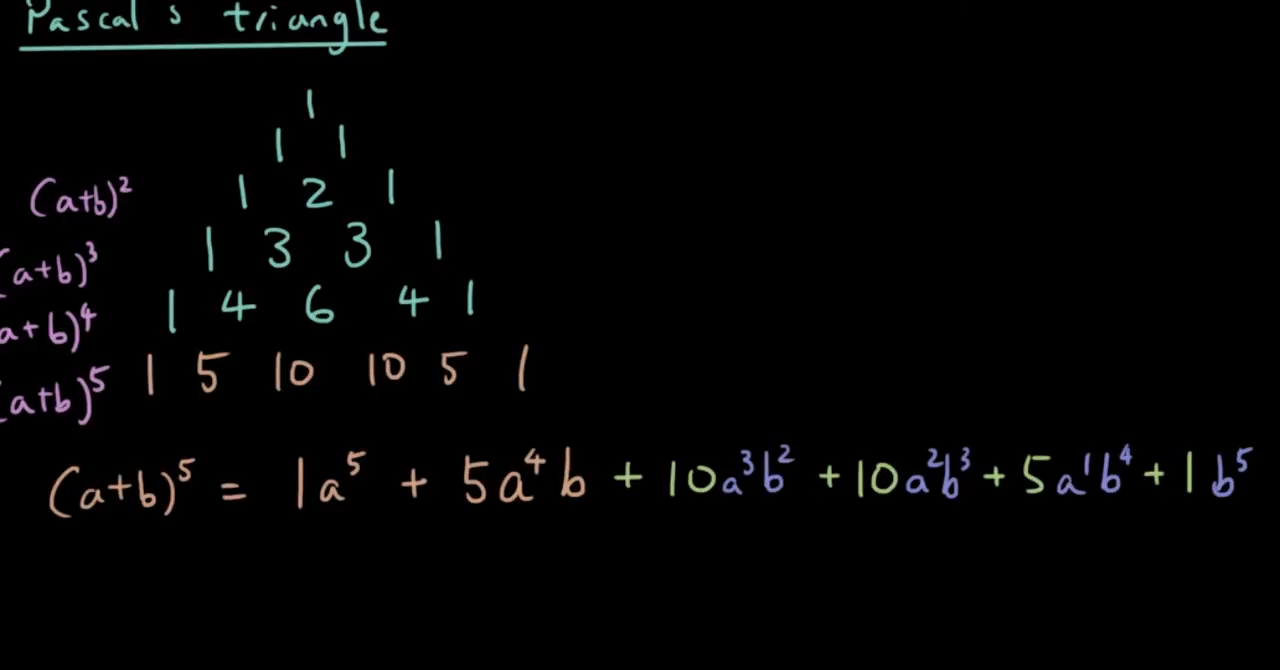 Pascal's triangle
1
1 1
(a+b)² 1 2 1
(a+b)³ 1 3 3 1
a+b)⁴ 1 4 6 4 1
(a+b)⁵ 1 5 10 10 5 1
(a+b)⁵ = 1a⁵ + 5a⁴b + 10a³b² + 10a²b³ + 5a¹b⁴ + 1b⁵